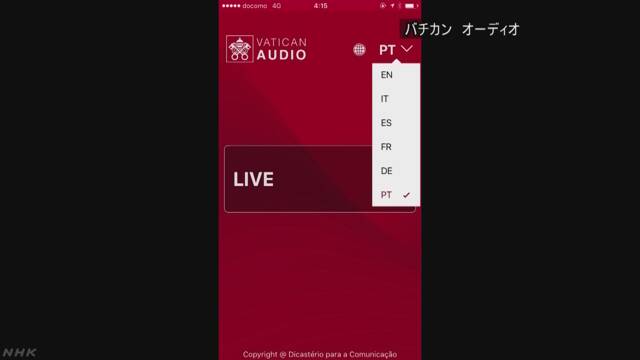 docomo 4G 4:15
バチカン オーディオ
VATICAN
AUDIO
PT
EN
IT
ES
FR
DE
PT
LIVE
Copyright @ Dicastério para a Comunicação
NHK